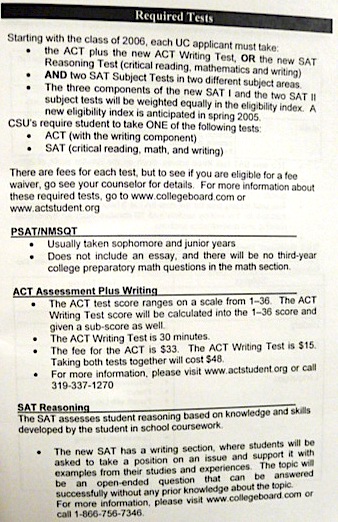 Required Tests
Starting with the class of 2006, each UC applicant must take:
• the ACT plus the new ACT Writing Test, OR the new SAT
Reasoning Test (critical reading, mathematics and writing)
• AND two SAT Subject Tests in two different subject areas.
• The three components of the new SAT I and the two SAT II
subject tests will be weighted equally in the eligibility index. A
new eligibility index is anticipated in spring 2005.
CSU's require student to take ONE of the following tests:
• ACT (with the writing component)
• SAT (critical reading, math, and writing)
There are fees for each test, but to see if you are eligible for a fee
waiver, go see your counselor for details. For more information about
these required tests, go to www.collegeboard.com or
www.actstudent.org
PSAT/NMSQT
• Usually taken sophomore and junior years
• Does not include an essay, and there will be no third-year
college preparatory math questions in the math section.
ACT Assessment Plus Writing
• The ACT test score ranges on a scale from 1-36. The ACT
Writing Test score will be calculated into the 1-36 score and
given a sub-score as well.
• The ACT Writing Test is 30 minutes.
• The fee for the ACT is $33. The ACT Writing Test is $15.
Taking both tests together will cost $48.
• For more information, please visit www.actstudent.org or call
319-337-1270
SAT Reasoning
The SAT assesses student reasoning based on knowledge and skills
developed by the student in school coursework.
• The new SAT has a writing section, where students will be
asked to take a position on an issue and support it with
examples from their studies and experiences. The topic will
be an open-ended question that can be answered
successfully without any prior knowledge about the topic.
For more information, please visit www.collegeboard.com or
call 1-866-756-7346.